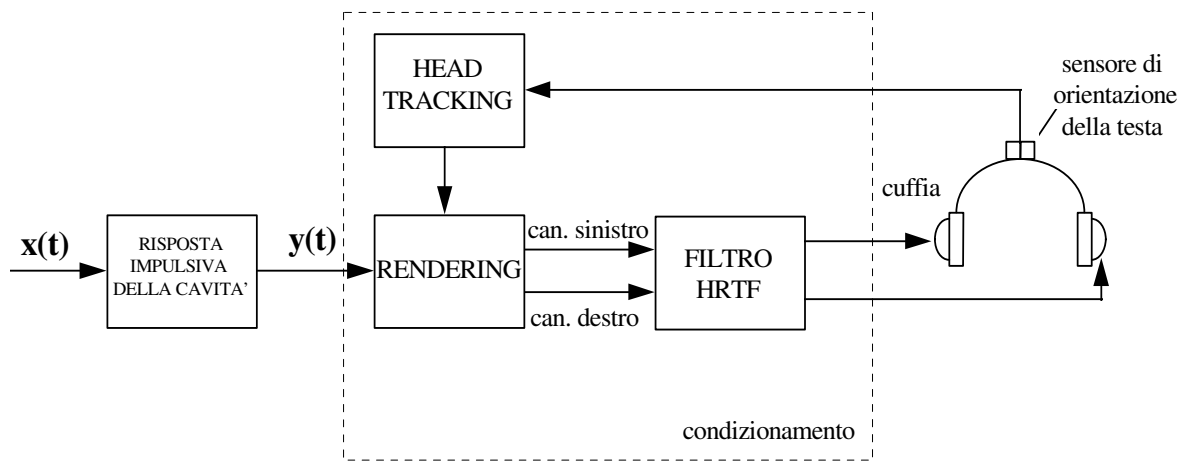 HEAD
TRACKING
sensore di
orientazione
della testa
cuffia
x(t)
RISPOSTA
IMPULSIVA
DELLA CAVITA'
y(t)
RENDERING
can. sinistro
can. destro
FILTRO
HRTF
condizionamento